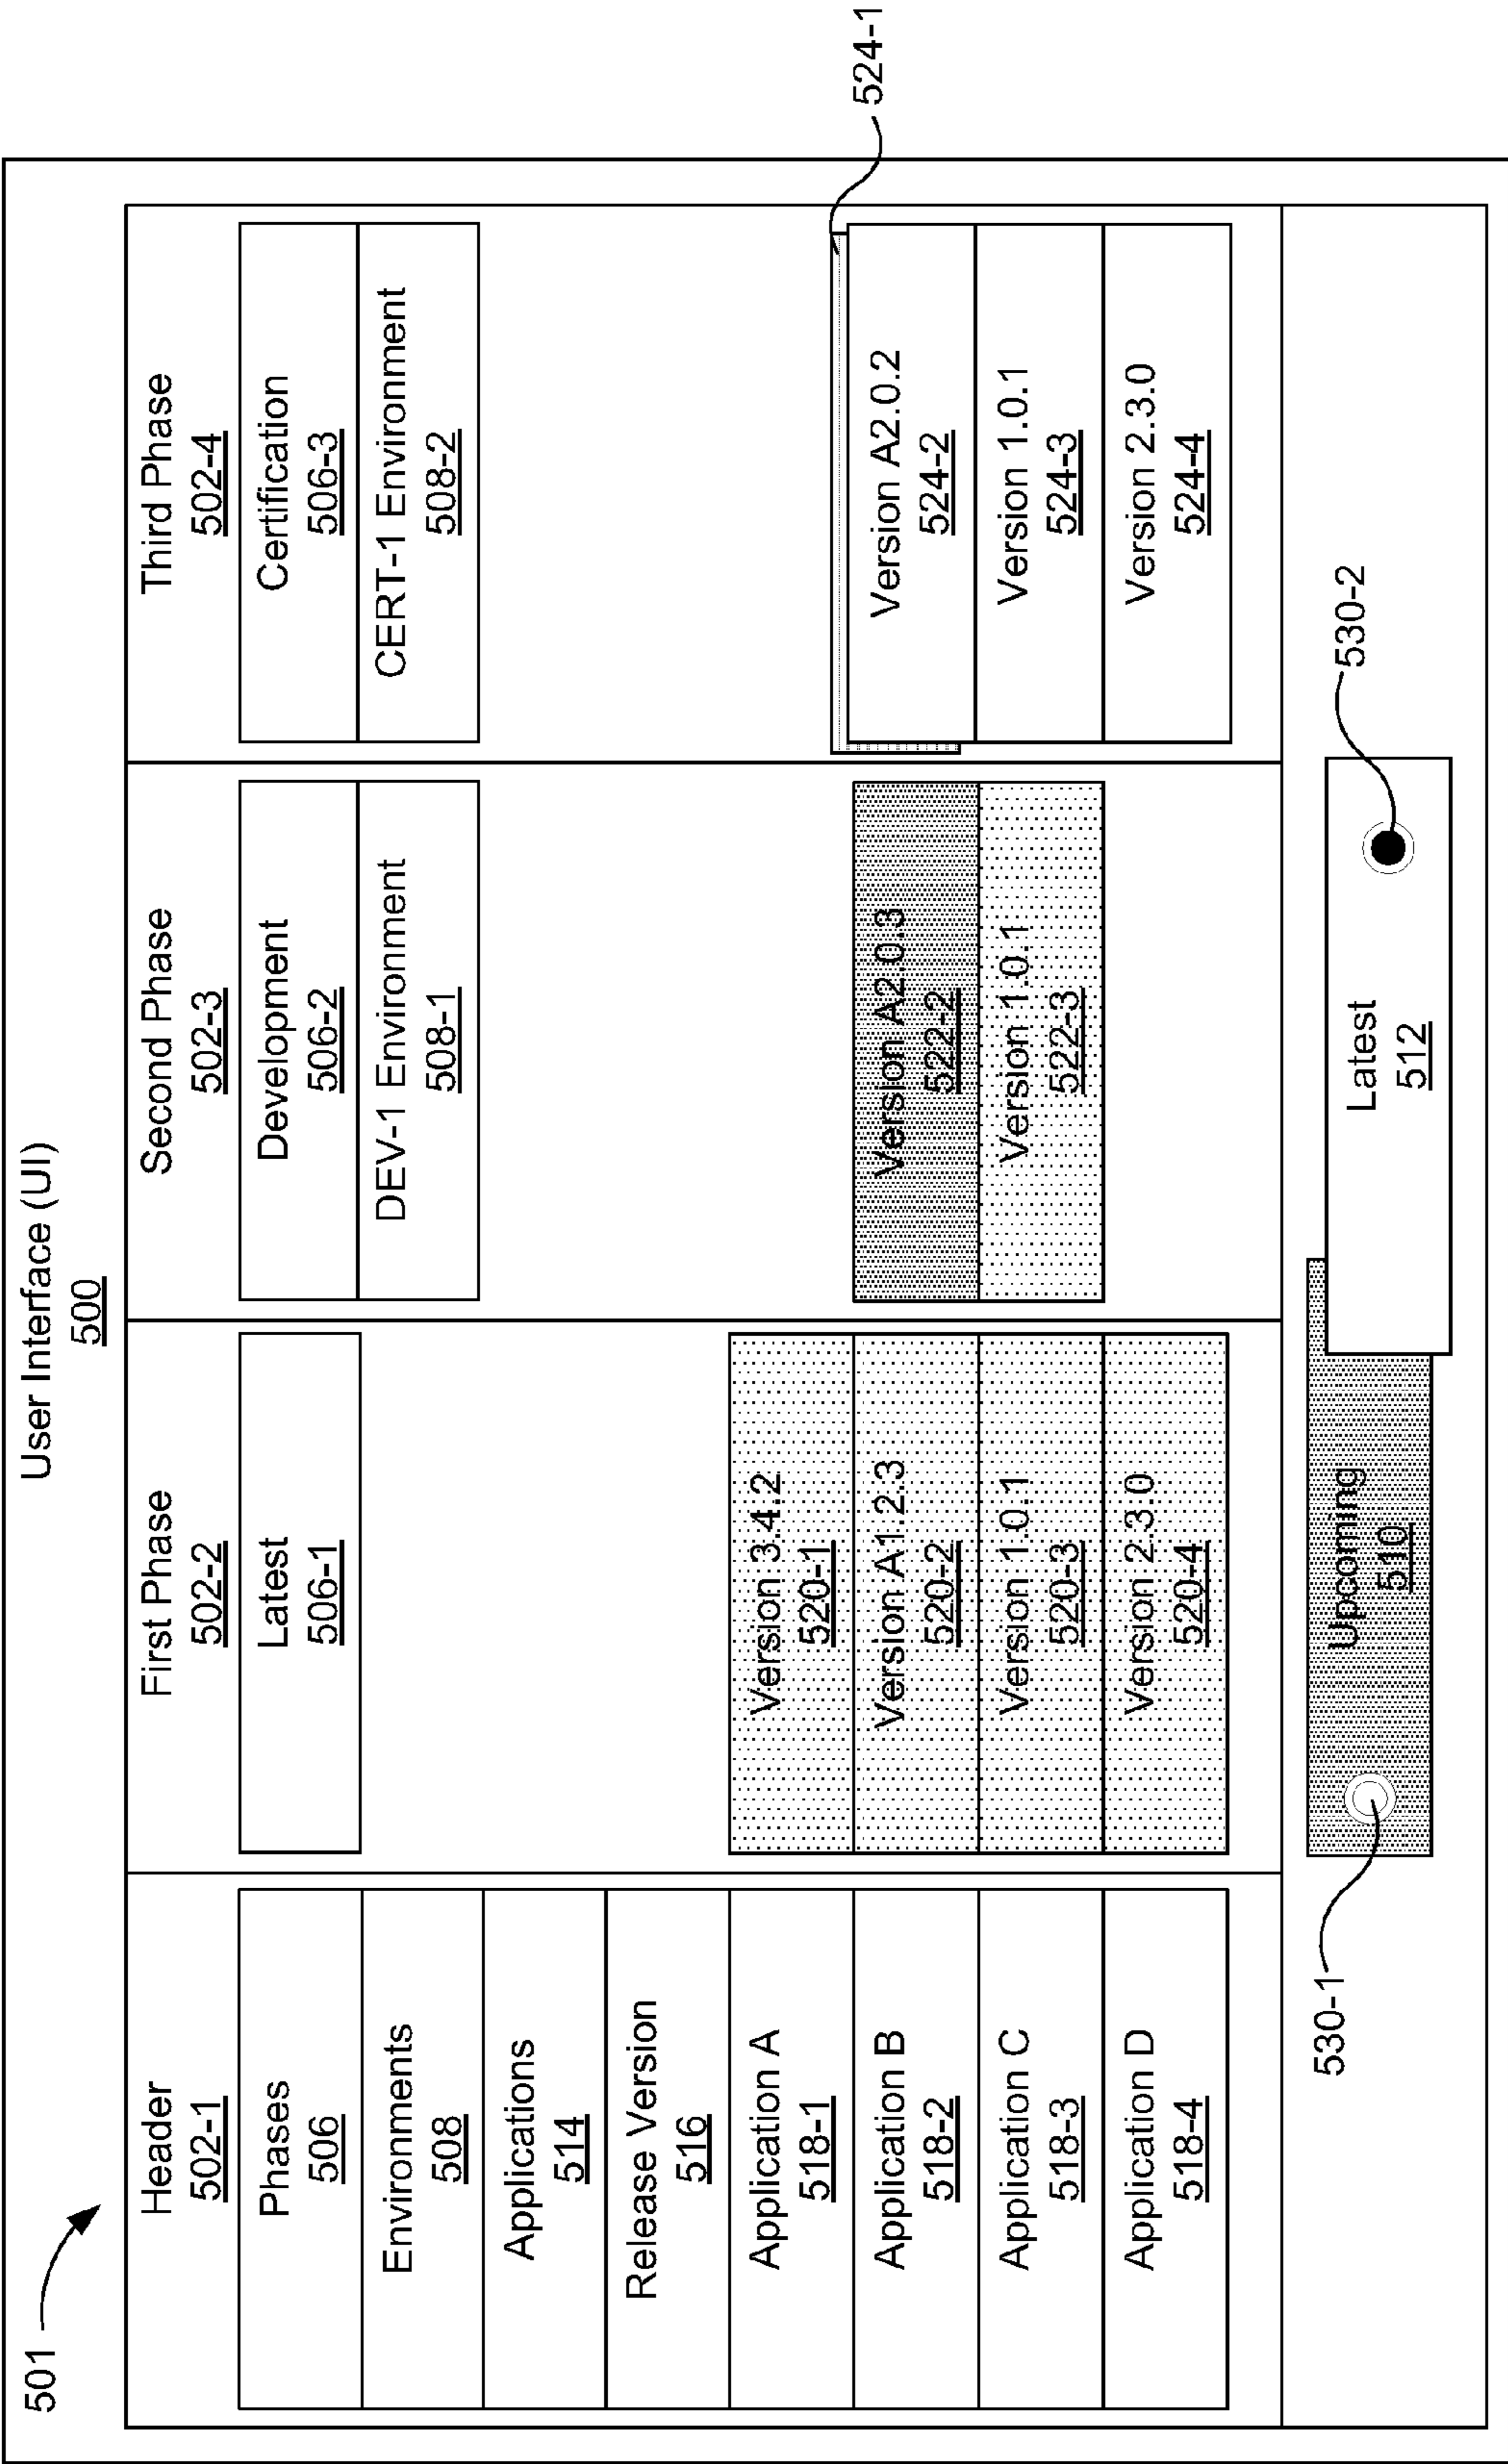 User Interface (UI)
500
501
Header
502-1
Phases
506
Environments
508
Applications
514
Release Version
516
Application A
518-1
Application B
518-2
Application C
518-3
Application D
518-4
First Phase
502-2
Latest
506-1
Version 3.4.2
520-1
Version A1.2.3
520-2
Version 1.0.1
520-3
Version 2.3.0
520-4
Second Phase
502-3
Development
506-2
DEV-1 Environment
508-1
Version A2.0.3
522-2
Version 1.0.1
522-3
Third Phase
502-4
Certification
506-3
CERT-1 Environment
508-2
524-1
Version A2.0.2
524-2
Version 1.0.1
524-3
Version 2.3.0
524-4
530-1
Upcoming
510
Latest
512
530-2